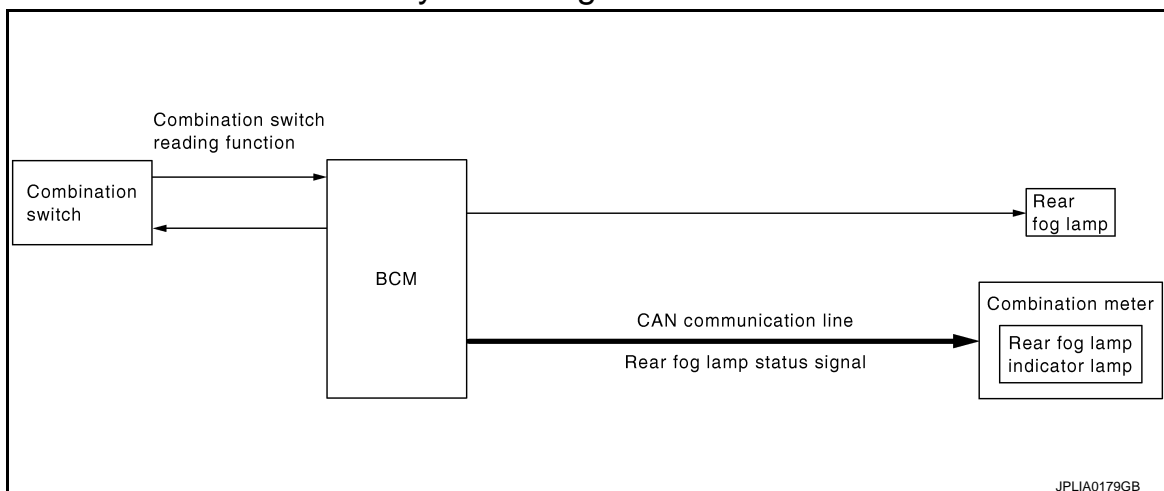 Combination switch
reading function
Combination
switch
BCM
Rear
fog lamp
CAN communication line
Rear fog lamp status signal
Combination meter
Rear fog lamp
indicator lamp
JPLIA0179GB